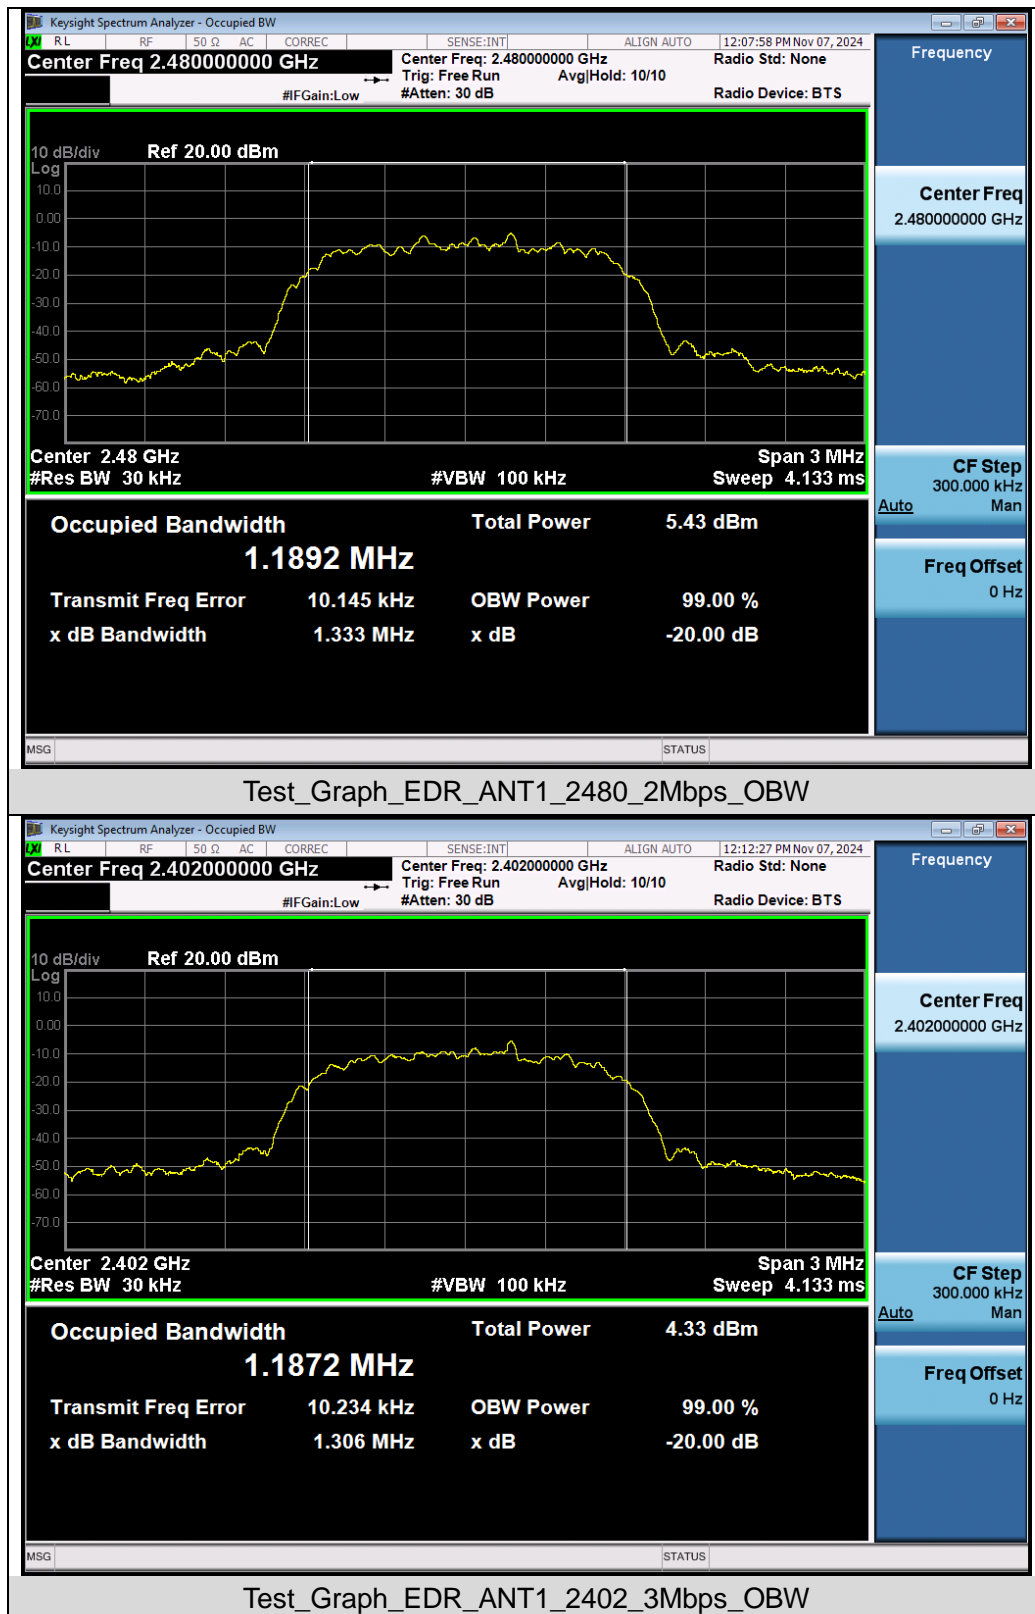 Keysight Spectrum Analyzer - Occupied BW
LXI RL RF 50 Ω AC CORREC SENSE:INT ALIGN AUTO 12:07:58 PM Nov 07, 2024
Center Freq 2.480000000 GHz
Center Freq: 2.480000000 GHz
Radio Std: None
Trig: Free Run Avg|Hold: 10/10
#IFGain:Low
#Atten: 30 dB
Radio Device: BTS
Frequency
10 dB/div
Ref 20.00 dBm
Log
10.0
0.00
-10.0
-20.0
-30.0
-40.0
-50.0
-60.0
-70.0
Center Freq
2.480000000 GHz
Center 2.48 GHz
Span 3 MHz
#Res BW 30 kHz
#VBW 100 kHz
Sweep 4.133 ms
CF Step
300.000 kHz
Auto Man
Freq Offset
0 Hz
Occupied Bandwidth
1.1892 MHz
Total Power 5.43 dBm
Transmit Freq Error 10.145 kHz
OBW Power 99.00 %
x dB Bandwidth 1.333 MHz
x dB -20.00 dB
MSG STATUS
Test_Graph_EDR_ANT1_2480_2Mbps_OBW
Keysight Spectrum Analyzer - Occupied BW
LXI RL RF 50 Ω AC CORREC SENSE:INT ALIGN AUTO 12:12:27 PM Nov 07, 2024
Center Freq 2.402000000 GHz
Center Freq: 2.402000000 GHz
Radio Std: None
Trig: Free Run Avg|Hold: 10/10
#IFGain:Low
#Atten: 30 dB
Radio Device: BTS
Frequency
10 dB/div
Ref 20.00 dBm
Log
10.0
0.00
-10.0
-20.0
-30.0
-40.0
-50.0
-60.0
-70.0
Center Freq
2.402000000 GHz
Center 2.402 GHz
Span 3 MHz
#Res BW 30 kHz
#VBW 100 kHz
Sweep 4.133 ms
CF Step
300.000 kHz
Auto Man
Freq Offset
0 Hz
Occupied Bandwidth
1.1872 MHz
Total Power 4.33 dBm
Transmit Freq Error 10.234 kHz
OBW Power 99.00 %
x dB Bandwidth 1.306 MHz
x dB -20.00 dB
MSG STATUS
Test_Graph_EDR_ANT1_2402_3Mbps_OBW